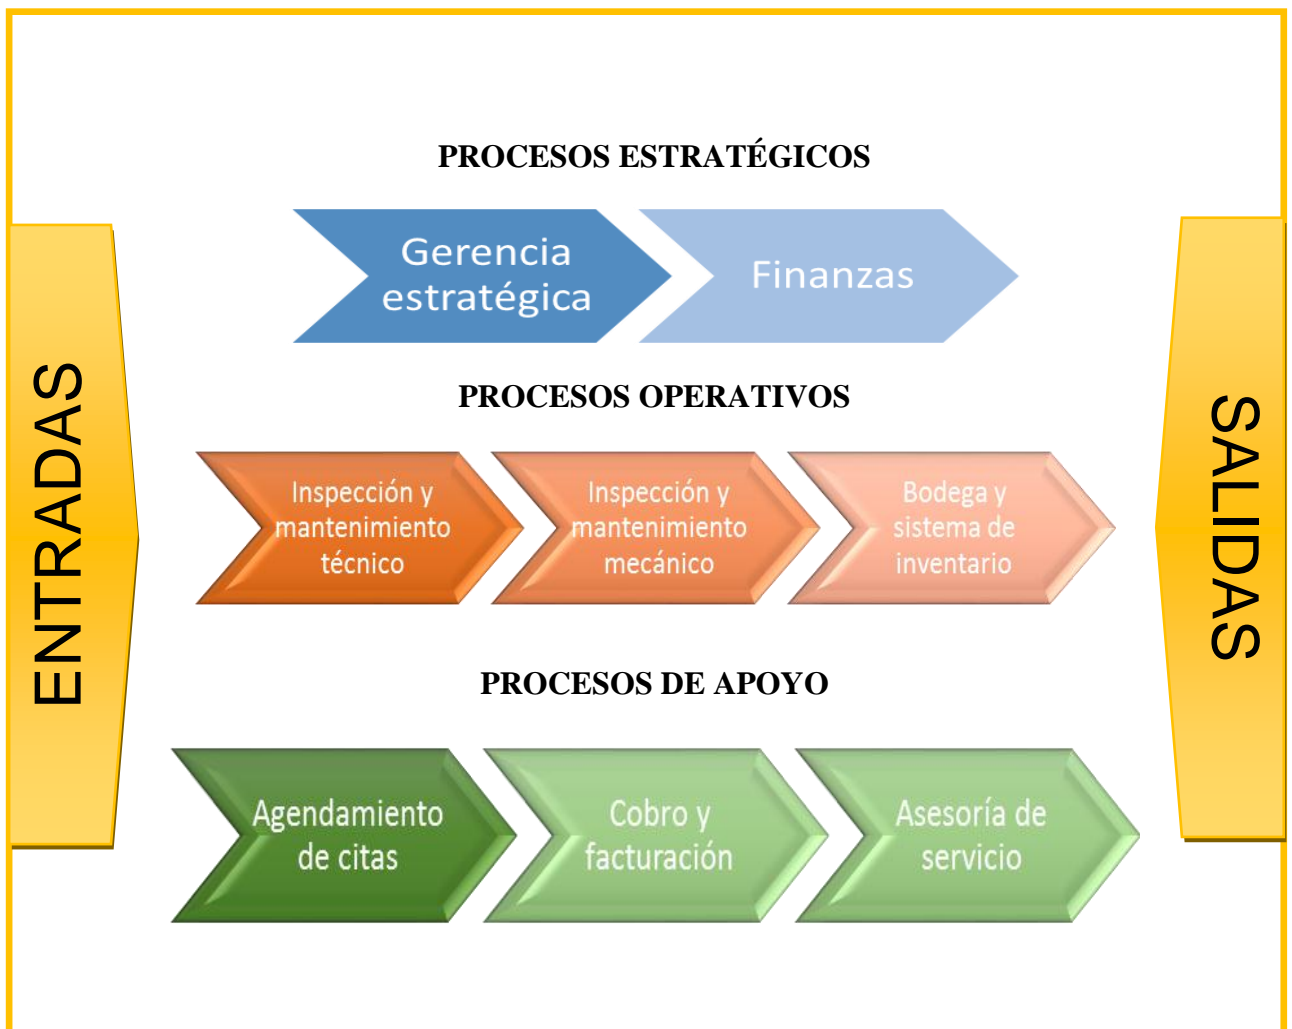 PROCESOS ESTRATÉGICOS
Gerencia
estratégica
Finanzas
ENTRADAS
SALIDAS
PROCESOS OPERATIVOS
Inspección y
mantenimiento
técnico
Inspección y
mantenimiento
mecánico
Bodega y
sistema de
inventario
PROCESOS DE APOYO
Agendamiento
de citas
Cobro y
facturación
Asesoría de
servicio